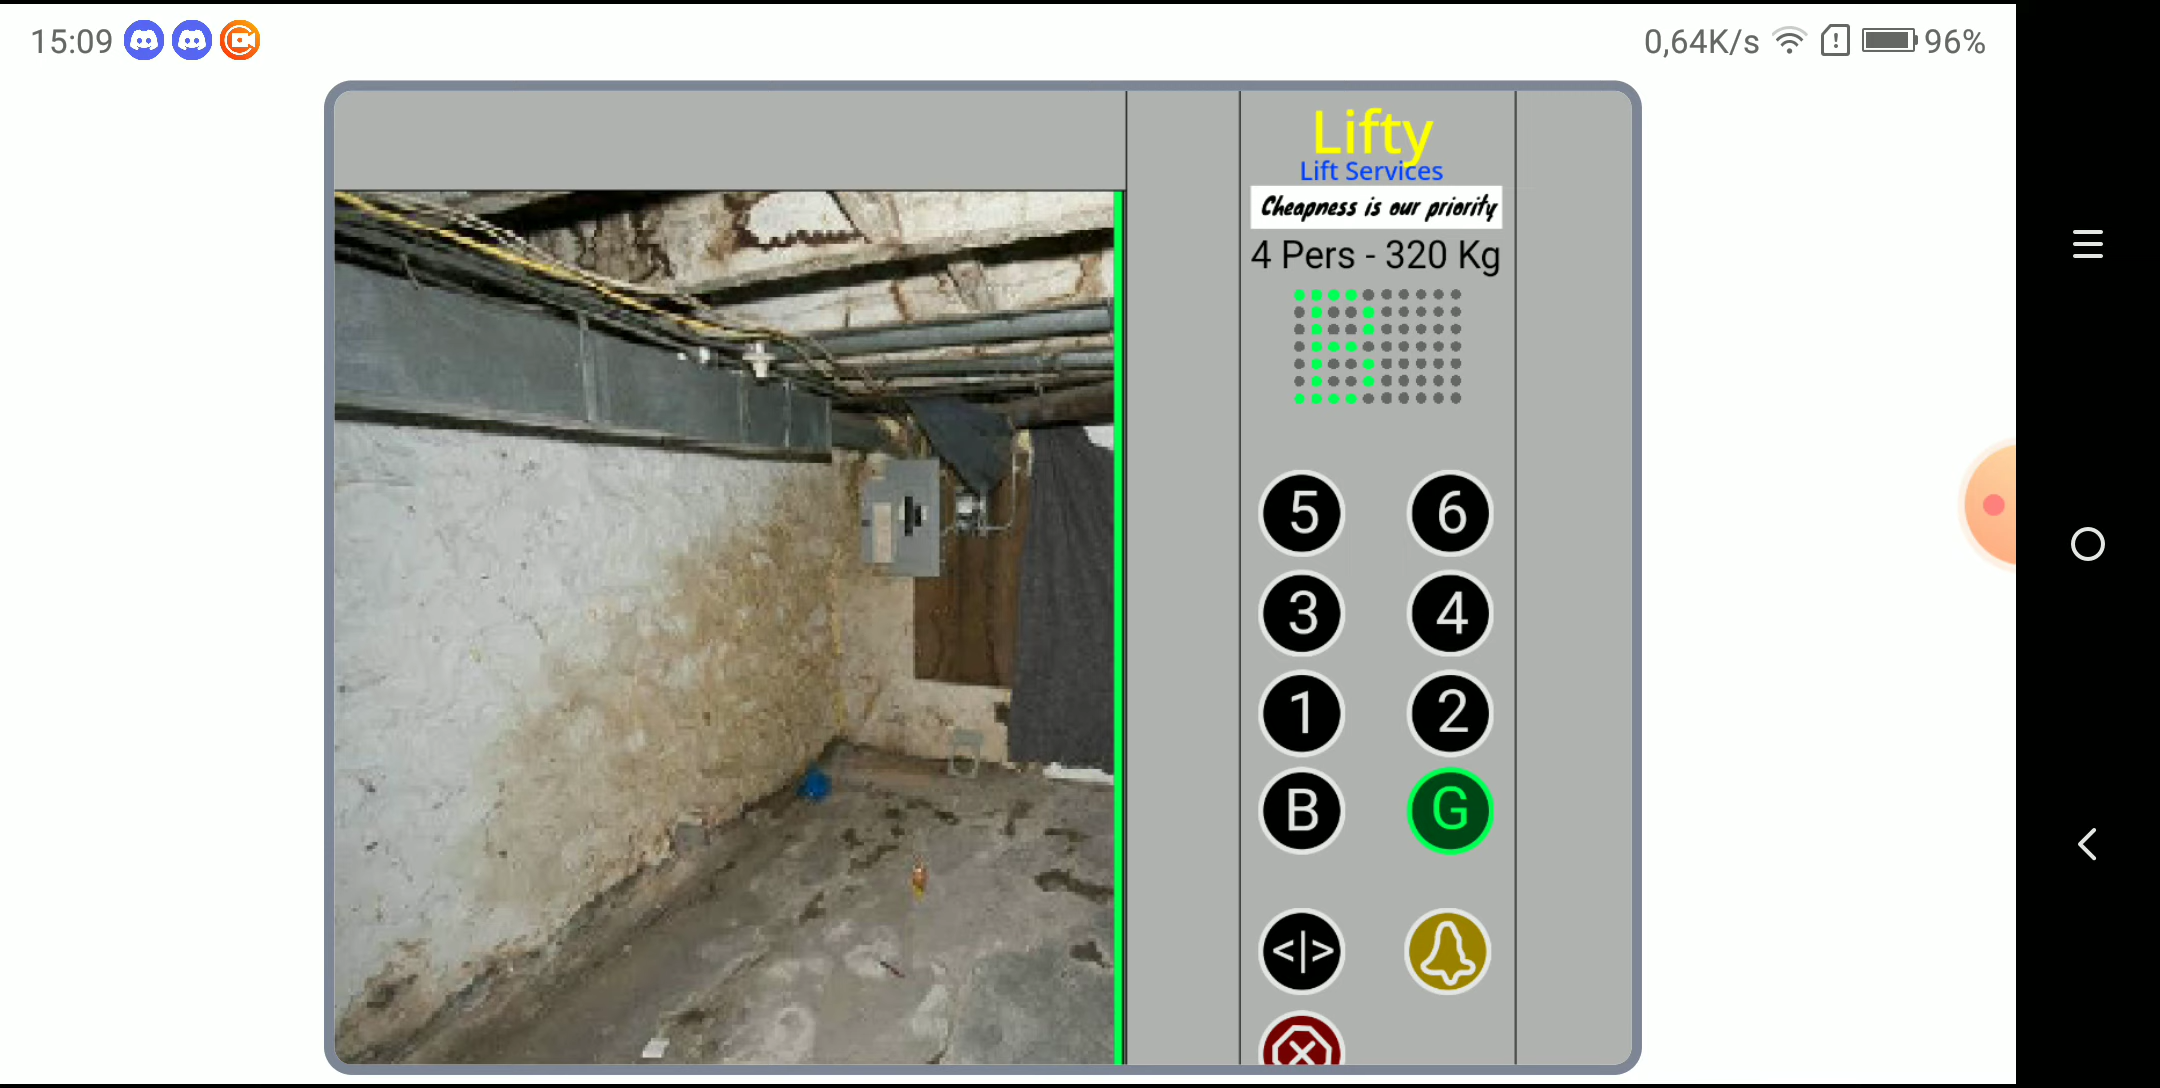 15:09
0,64K/s
96%
Lifty
Lift Services
Cheapness is our priority
4 Pers - 320 Kg
B
5 6
3 4
1 2
B G
<|>